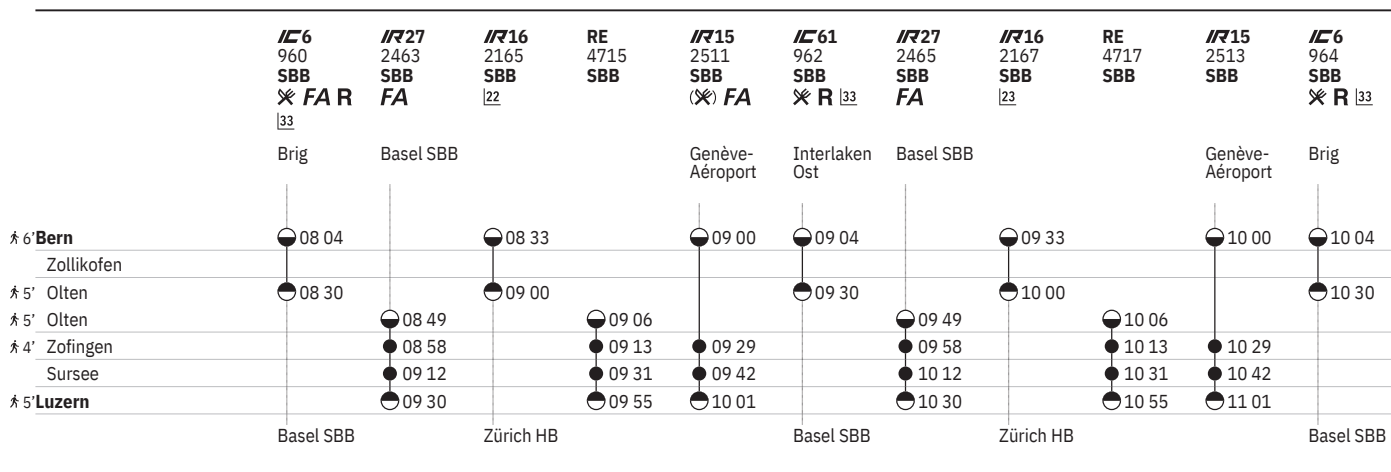 IC6 IR27 IR16 RE IR15 IC61 IR27 IR16 RE IR15 IC6
960 2463 2165 4715 2511 962 2465 2167 4717 2513 964
SBB SBB SBB SBB SBB SBB SBB SBB SBB SBB SBB
FA R FA 22 ( ) FA R 33 FA 23 R 33
33
Brig Basel SBB Genève- Interlaken Basel SBB Genève- Brig
Aéroport Ost Aéroport
6' Bern 08 04 08 33 09 00 09 04 09 33 10 00 10 04
Zollikofen
5' Olten 08 30 09 00 09 30 10 00 10 30
5' Olten 08 49 09 06 09 49 10 06
4' Zofingen 08 58 09 13 09 29 09 58 10 13 10 29
Sursee 09 12 09 31 09 42 10 12 10 31 10 42
5' Luzern 09 30 09 55 10 01 10 30 10 55 11 01
Basel SBB Zürich HB Basel SBB Zürich HB Basel SBB